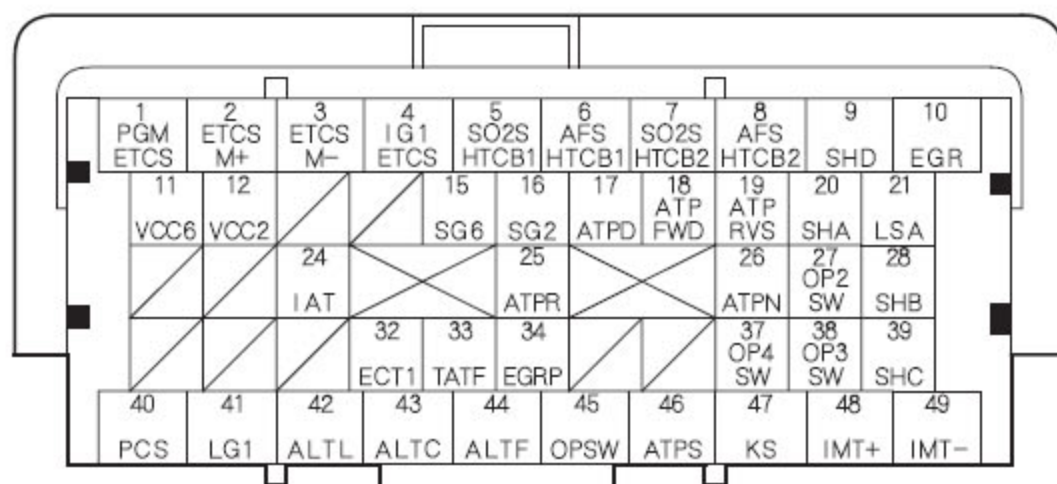 1 2 3 4 5 6 7 8 9 10
PGM ETCS ETCS IG1 SO2S AFS SO2S AFS
ETCS M+ M- ETCS HTCB1 HTCB1 HTCB2 HTCB2 SHD EGR
11 12 15 16 17 18 19 20 21
ATP ATP
VCC6 VCC2 SG6 SG2 ATPD FWD RVS SHA LSA
24 25 26 27 28
OP2
IAT ATPR ATPN SW SHB
32 33 34 37 38 39
OP4 OP3
ECT1 TATF EGRP SW SW SHC
40 41 42 43 44 45 46 47 48 49
PCS LG1 ALTL ALTC ALTF OPSW ATPS KS IMT+ IMT-